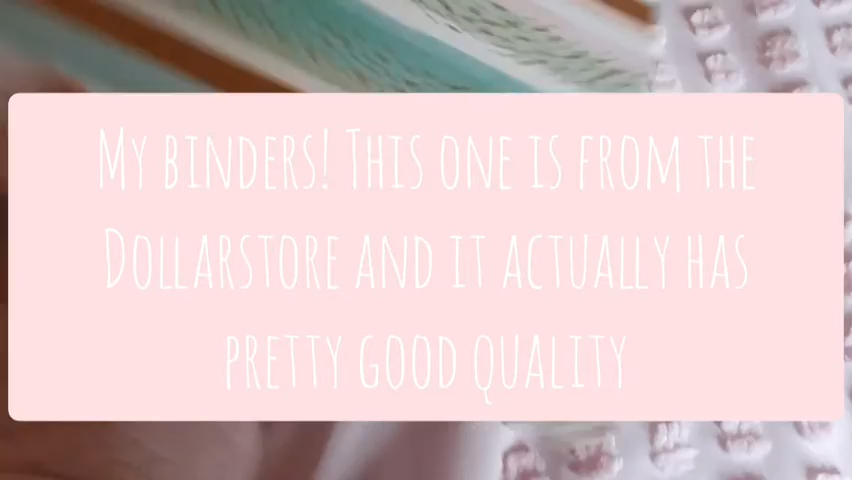 My binders! This one is from the
Dollarstore and it actually has
pretty good quality